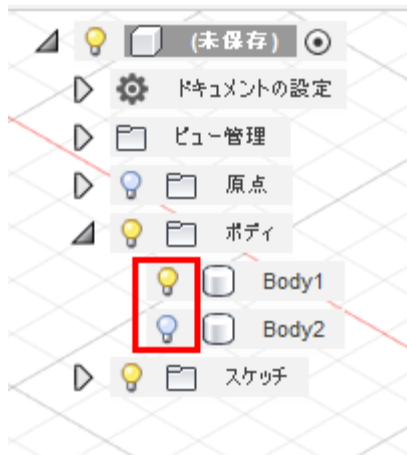 (未保存)
ドキュメントの設定
ビュー管理
原点
ボディ
Body1
Body2
スケッチ